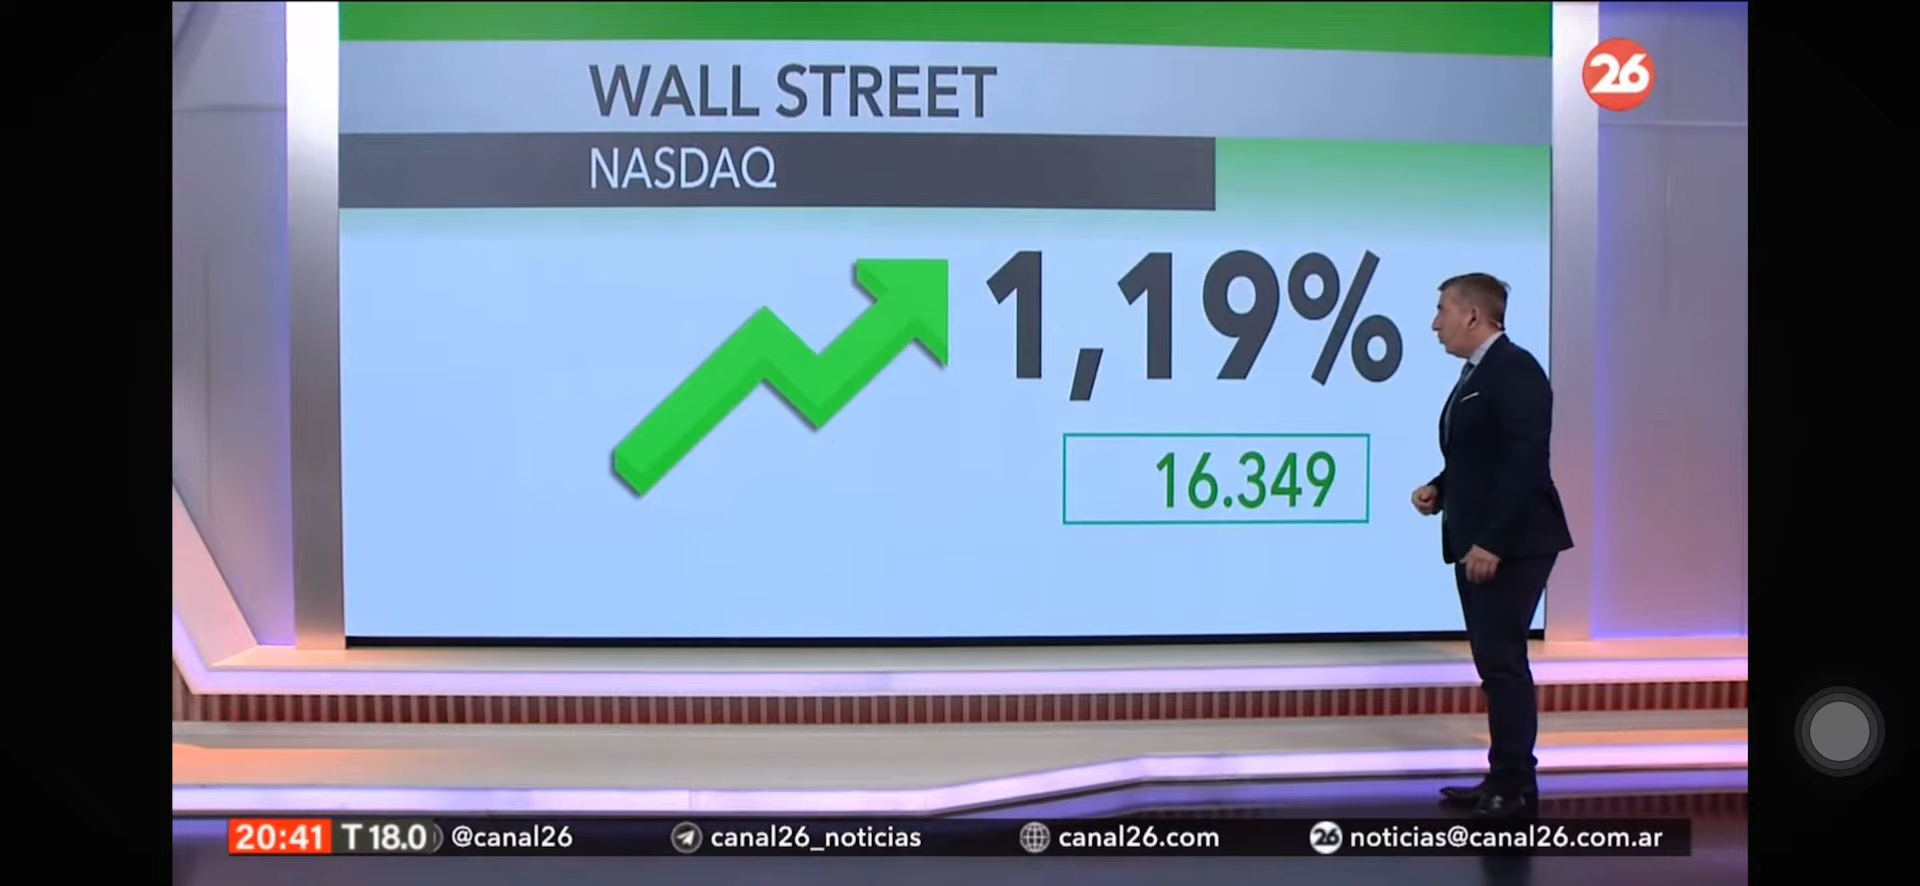 WALL STREET
26
NASDAQ
1,19%
16.349
20:41 T 18.0 @canal26 canal26_noticias canal26.com 26 noticias@canal26.com.ar